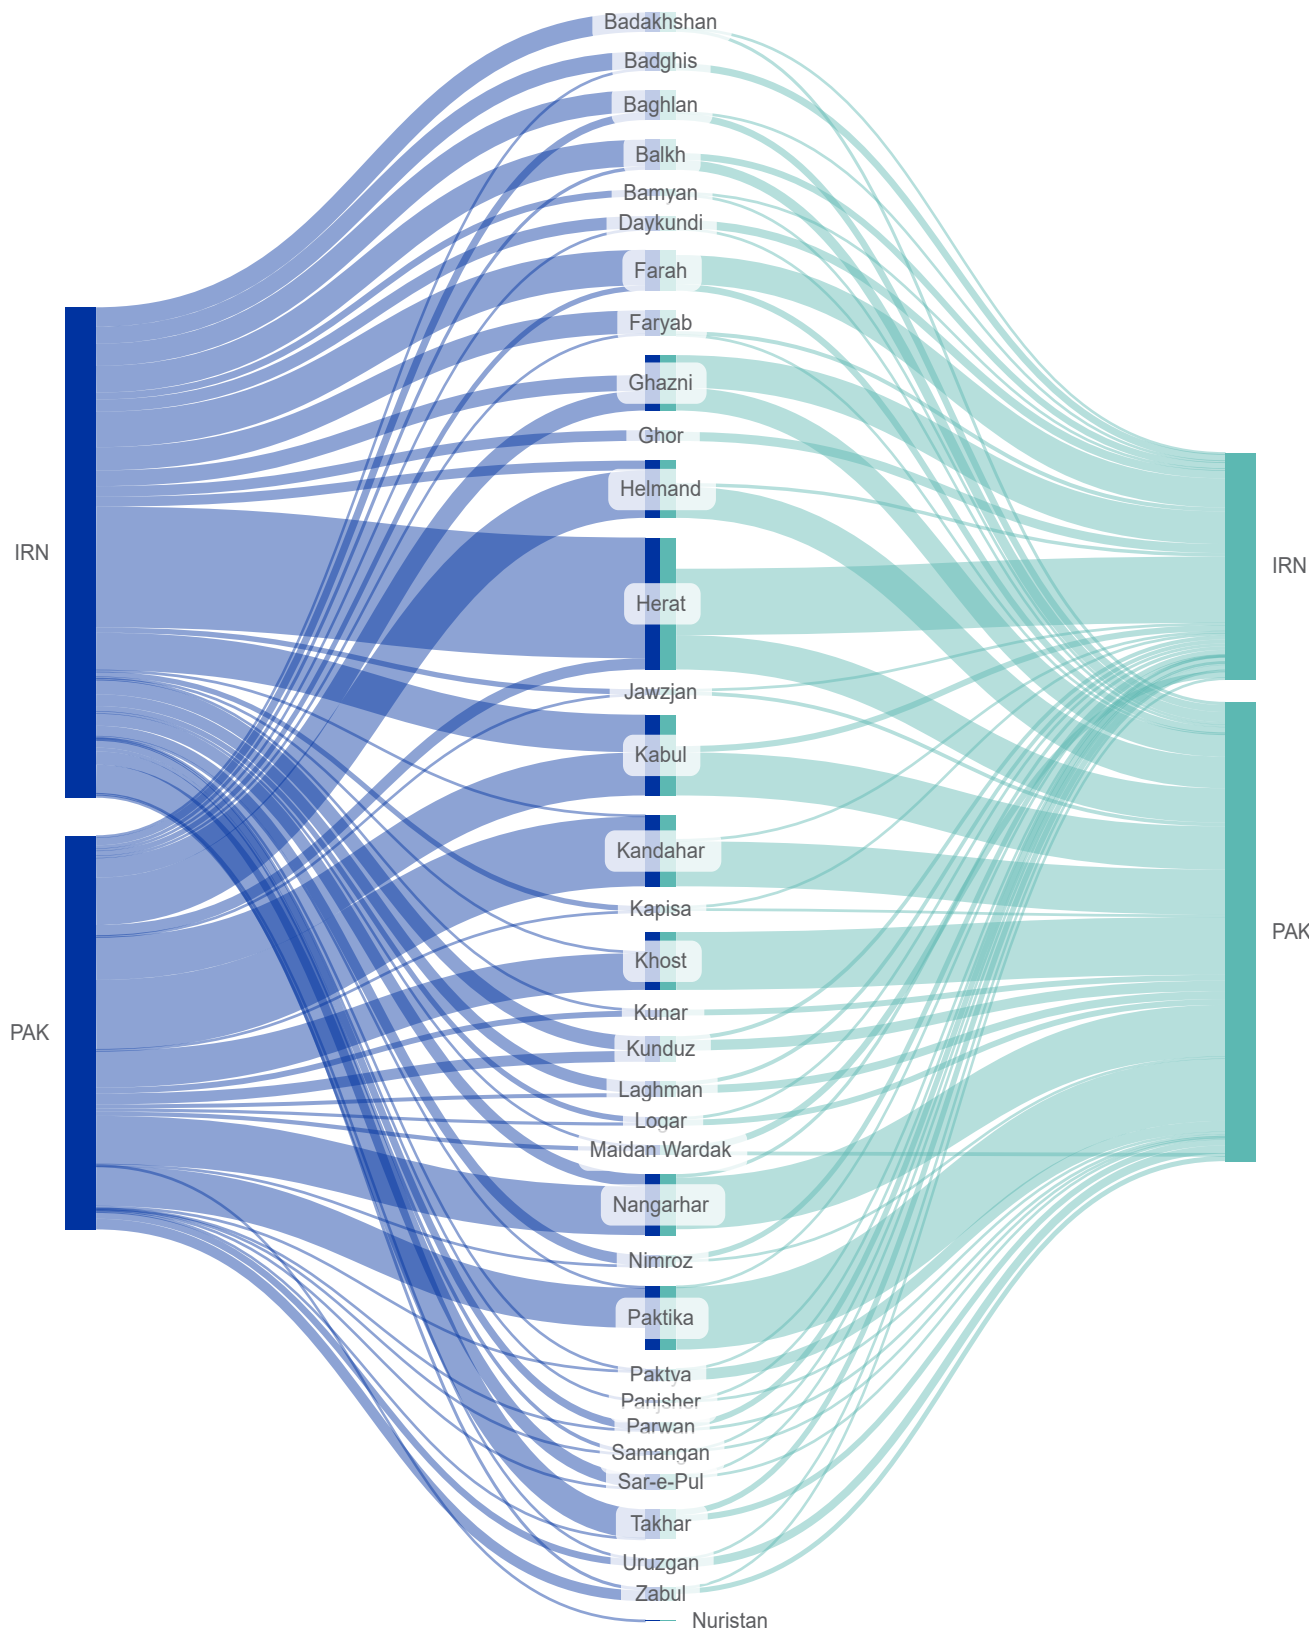 Badakhshan
Badghis
Baghlan
Balkh
Bamyan
Daykundi
Farah
Faryab
Ghazni
Ghor
Helmand
IRN
IRN
Herat
Jawzjan
Kabul
Kandahar
Kapisa
PAK
Khost
Kunar
PAK
Kunduz
Laghman
Logar
Maidan Wardak
Nangarhar
Nimroz
Paktika
Paktya
Panjsher
Parwan
Samangan
Sar-e-Pul
Takhar
Uruzgan
Zabul
Nuristan